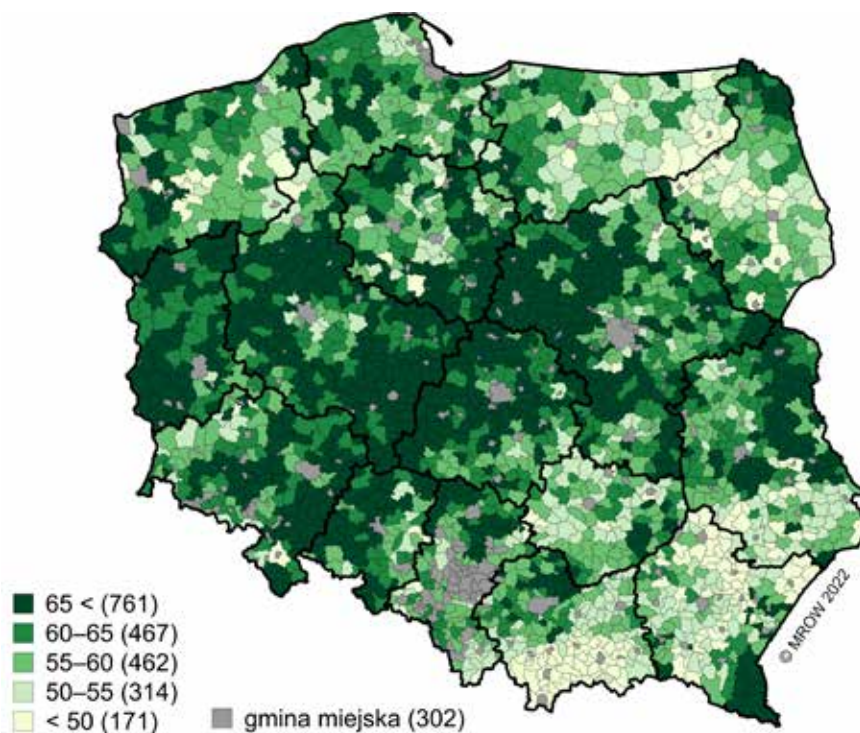 65 < (761)
60–65 (467)
55–60 (462)
50–55 (314)
< 50 (171)
gmina miejska (302)
© MROW 2022